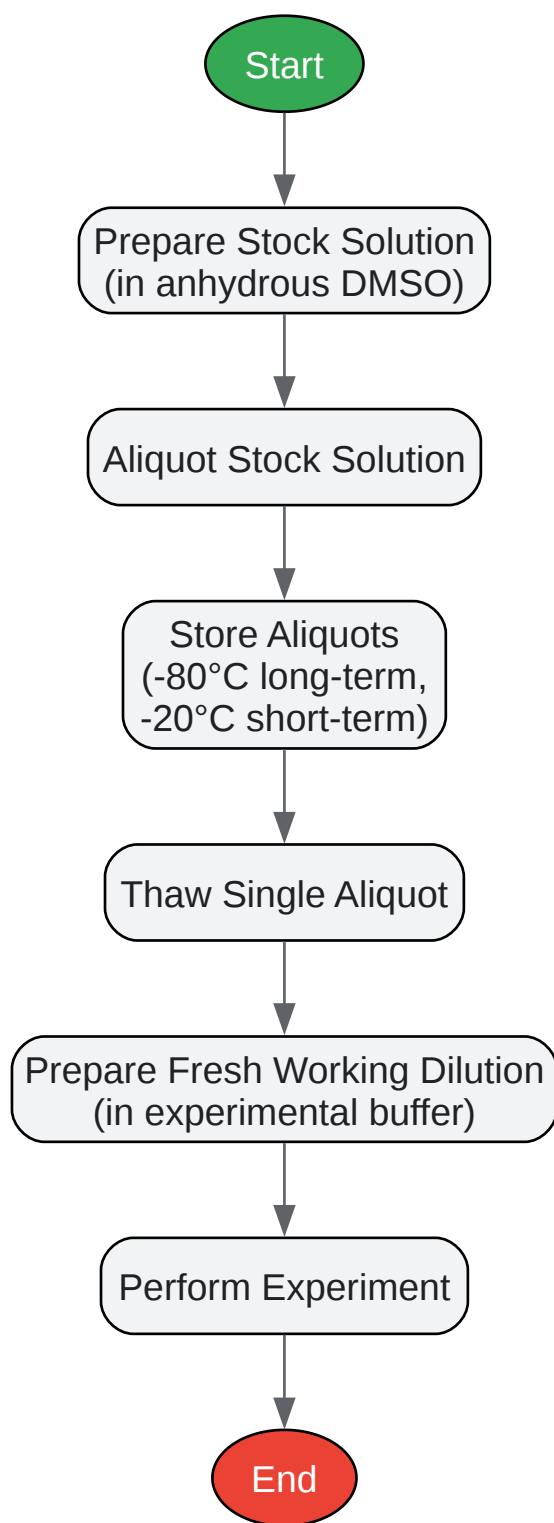 Start
Prepare Stock Solution
(in anhydrous DMSO)
Aliquot Stock Solution
Store Aliquots
(-80°C long-term,
-20°C short-term)
Thaw Single Aliquot
Prepare Fresh Working Dilution
(in experimental buffer)
Perform Experiment
End